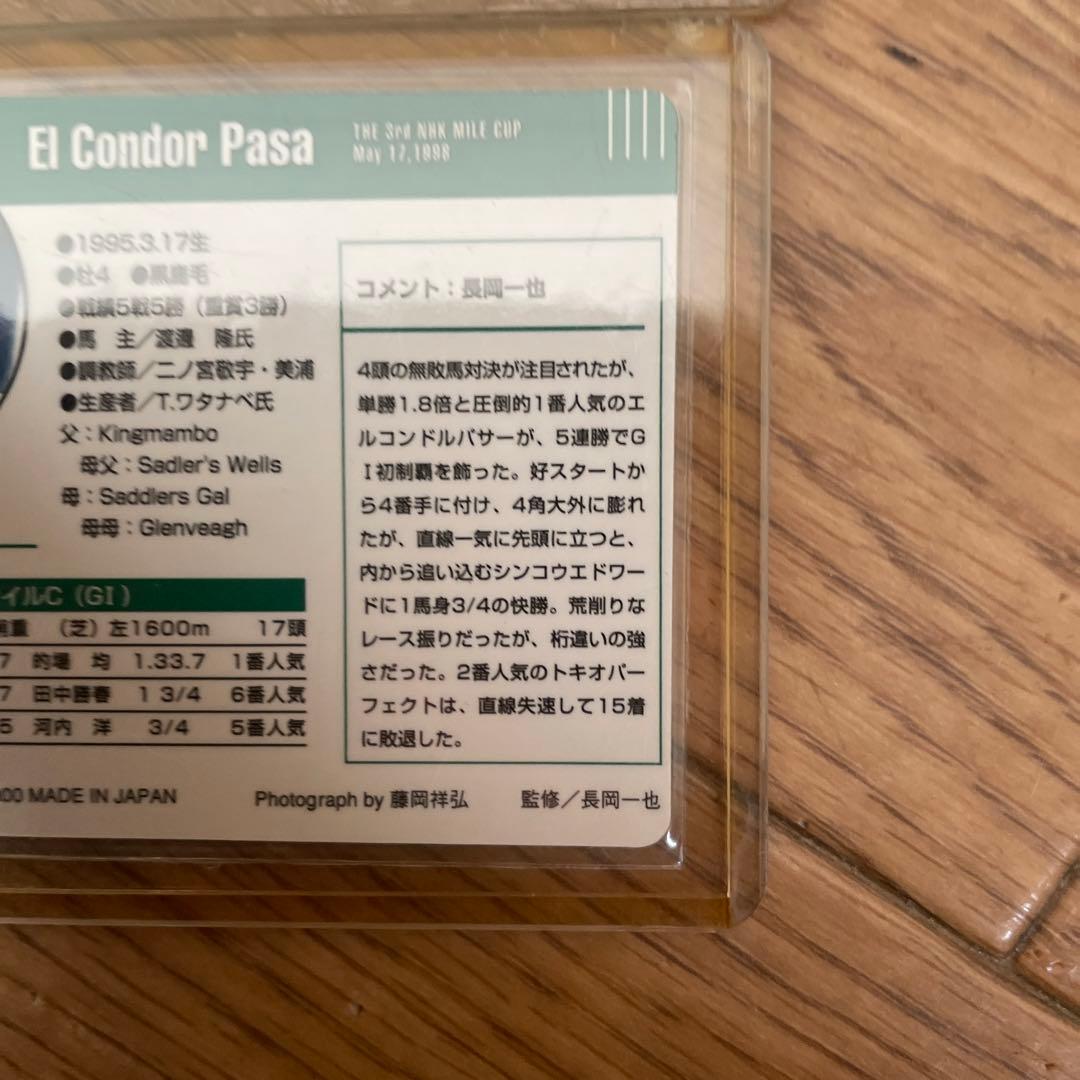 El Condor Pasa
THE 3rd NHK MILE CUP
May 17,1998
●1995.3.17生
●牡4 ●黒鹿毛
●戦績5戦5勝（重賞3勝）
●馬 主／渡邊 隆氏
●調教師／二ノ宮敬宇・美浦
●生産者／T.ワタナベ氏
父：Kingmambo
母父：Sadler's Wells
母：Saddlers Gal
母母：Glenveagh
イルC（GI）
重 （芝）左1600m 17頭
7 的場 均 1.33.7 1番人気
7 田中勝春 1 3/4 6番人気
5 河内 洋 3/4 5番人気
コメント：長岡一也
4頭の無敗馬対決が注目されたが、
単勝1.8倍と圧倒的1番人気のエ
ルコンドルパサーが、5連勝でG
I初制覇を飾った。好スタートか
ら4番手に付け、4角大外に膨れ
たが、直線一気に先頭に立つと、
内から追い込むシンコウエドワー
ドに1馬身3/4の快勝。荒削りな
レース振りだったが、桁違いの強
さだった。2番人気のトキオパー
フェクトは、直線失速して15着
に敗退した。
00 MADE IN JAPAN
Photograph by 藤岡祥弘
監修／長岡一也